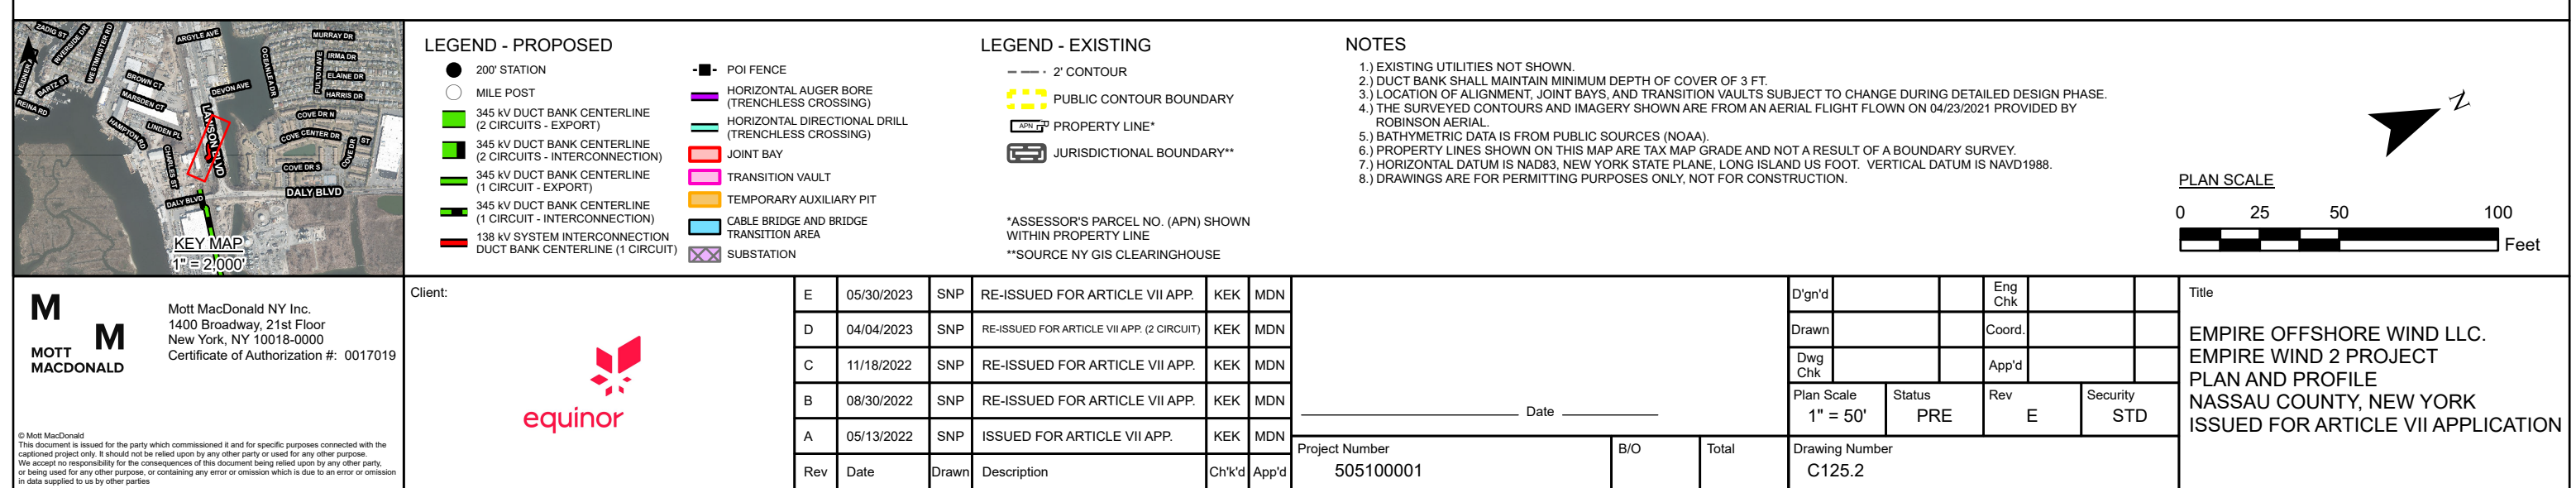 ZADIG ST
RIVERSIDE DR
WESTMINSTER RD
ARGYLE AVE
MURRAY DR
OCEANLEA DR
FULTON AVE
IRMA DR
ELAINE DR
HARRIS DR
WEIDNER
BARTZ ST
REINA RD
BROWN CT
MARSDEN CT
DEVON AVE
LAWSON BLVD
HAMPTON RD
LINDEN PL
CHARLES ST
COVE DR N
COVE CENTER DR
COVE DR
ST
COVE DR S
DALY BLVD
DALY BLVD
KEY MAP
1" = 2,000'
LEGEND - PROPOSED
200' STATION
MILE POST
345 kV DUCT BANK CENTERLINE
(2 CIRCUITS - EXPORT)
345 kV DUCT BANK CENTERLINE
(2 CIRCUITS - INTERCONNECTION)
345 kV DUCT BANK CENTERLINE
(1 CIRCUIT - EXPORT)
345 kV DUCT BANK CENTERLINE
(1 CIRCUIT - INTERCONNECTION)
138 kV SYSTEM INTERCONNECTION
DUCT BANK CENTERLINE (1 CIRCUIT)
POI FENCE
HORIZONTAL AUGER BORE
(TRENCHLESS CROSSING)
HORIZONTAL DIRECTIONAL DRILL
(TRENCHLESS CROSSING)
JOINT BAY
TRANSITION VAULT
TEMPORARY AUXILIARY PIT
CABLE BRIDGE AND BRIDGE
TRANSITION AREA
SUBSTATION
LEGEND - EXISTING
2' CONTOUR
PUBLIC CONTOUR BOUNDARY
APN PROPERTY LINE*
JURISDICTIONAL BOUNDARY**
*ASSESSOR'S PARCEL NO. (APN) SHOWN
WITHIN PROPERTY LINE
**SOURCE NY GIS CLEARINGHOUSE
NOTES
1.) EXISTING UTILITIES NOT SHOWN.
2.) DUCT BANK SHALL MAINTAIN MINIMUM DEPTH OF COVER OF 3 FT.
3.) LOCATION OF ALIGNMENT, JOINT BAYS, AND TRANSITION VAULTS SUBJECT TO CHANGE DURING DETAILED DESIGN PHASE.
4.) THE SURVEYED CONTOURS AND IMAGERY SHOWN ARE FROM AN AERIAL FLIGHT FLOWN ON 04/23/2021 PROVIDED BY
ROBINSON AERIAL.
5.) BATHYMETRIC DATA IS FROM PUBLIC SOURCES (NOAA).
6.) PROPERTY LINES SHOWN ON THIS MAP ARE TAX MAP GRADE AND NOT A RESULT OF A BOUNDARY SURVEY.
7.) HORIZONTAL DATUM IS NAD83, NEW YORK STATE PLANE, LONG ISLAND US FOOT. VERTICAL DATUM IS NAVD1988.
8.) DRAWINGS ARE FOR PERMITTING PURPOSES ONLY, NOT FOR CONSTRUCTION.
N
PLAN SCALE
0 25 50 100
Feet
M
M
MOTT
MACDONALD
Mott MacDonald NY Inc.
1400 Broadway, 21st Floor
New York, NY 10018-0000
Certificate of Authorization #: 0017019
© Mott MacDonald
This document is issued for the party which commissioned it and for specific purposes connected with the
captioned project only. It should not be relied upon by any other party or used for any other purpose.
We accept no responsibility for the consequences of this document being relied upon by any other party,
or being used for any other purpose, or containing any error or omission which is due to an error or omission
in data supplied to us by other parties
Client:
equinor
E 05/30/2023 SNP RE-ISSUED FOR ARTICLE VII APP. KEK MDN
D 04/04/2023 SNP RE-ISSUED FOR ARTICLE VII APP. (2 CIRCUIT) KEK MDN
C 11/18/2022 SNP RE-ISSUED FOR ARTICLE VII APP. KEK MDN
B 08/30/2022 SNP RE-ISSUED FOR ARTICLE VII APP. KEK MDN
A 05/13/2022 SNP ISSUED FOR ARTICLE VII APP. KEK MDN
Rev Date Drawn Description Ch'k'd App'd
Date
Project Number
505100001
B/O
Total
D'gn'd
Eng
Chk
Drawn
Coord.
Dwg
Chk
App'd
Plan Scale
1" = 50'
Status
PRE
Rev
E
Security
STD
Drawing Number
C125.2
Title
EMPIRE OFFSHORE WIND LLC.
EMPIRE WIND 2 PROJECT
PLAN AND PROFILE
NASSAU COUNTY, NEW YORK
ISSUED FOR ARTICLE VII APPLICATION